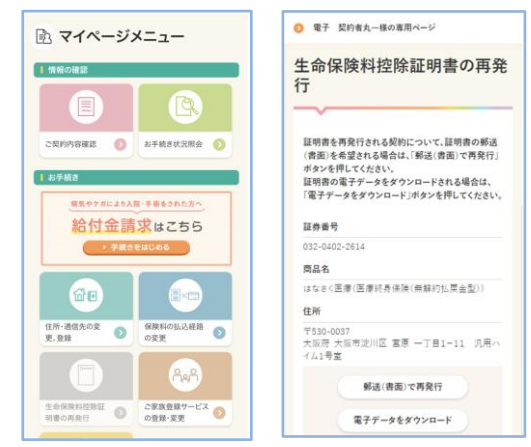 マイページメニュー
情報の確認
ご契約内容確認
お手続き状況照会
お手続き
病気やケガにより入院・手術をされた方へ
給付金請求はこちら
手続きをはじめる
住所・通信先の変
更、登録
保険料の払込経路
の変更
生命保険料控除証
明書の再発行
ご家族登録サービス
の登録・変更
電子 契約者丸一様の専用ページ
生命保険料控除証明書の再発
行
証明書を再発行される契約について、証明書の郵送
(書面)を希望される場合は、「郵送(書面)で再発行」
ボタンを押してください。
証明書の電子データをダウンロードされる場合は、
「電子データをダウンロード」ボタンを押してください。
証券番号
032-0402-2614
商品名
はなさく医療(医療終身保険(無解約払戻金型))
住所
〒530-0037
大阪府 大阪市淀川区 宮原 一丁目1-11 汎用ハ
イム1号室
郵送(書面)で再発行
電子データをダウンロード